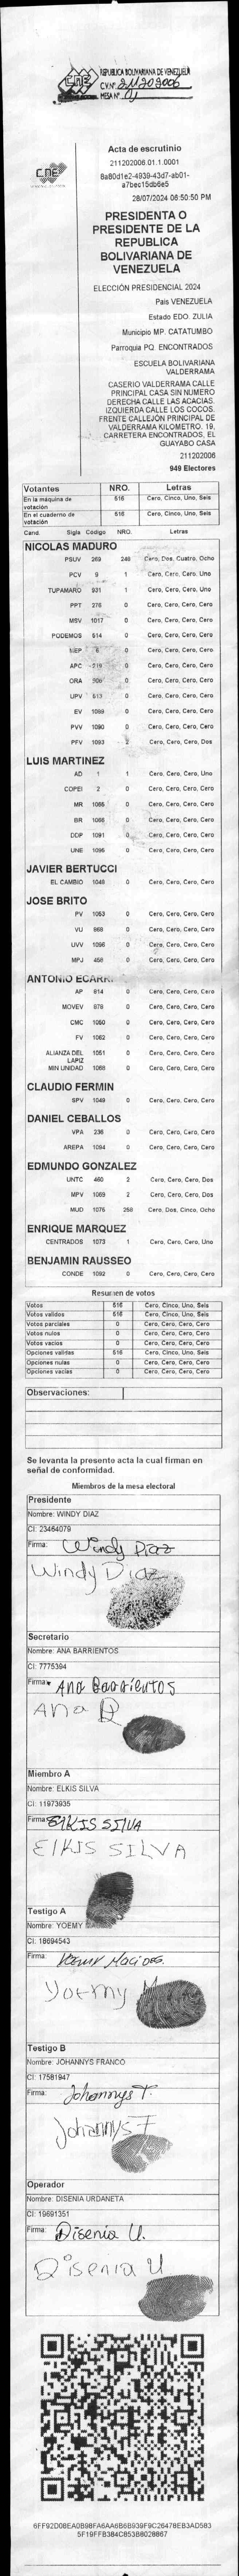 CNE REPUBLICA BOLIVARIANA DE VENEZUELA
C.V.Nº 211202006
MESA Nº 01
Acta de escrutinio
211202006.01.1.0001
8a80d1e2-4939-43d7-ab01-
a7bec15db6e5
28/07/2024 06:50:50 PM
PRESIDENTA O
PRESIDENTE DE LA
REPUBLICA
BOLIVARIANA DE
VENEZUELA
ELECCIÓN PRESIDENCIAL 2024
País VENEZUELA
Estado EDO. ZULIA
Municipio MP. CATATUMBO
Parroquia PQ. ENCONTRADOS
ESCUELA BOLIVARIANA
VALDERRAMA
CASERIO VALDERRAMA CALLE
PRINCIPAL CASA SIN NUMERO
DERECHA CALLE LAS ACACIAS.
IZQUIERDA CALLE LOS COCOS.
FRENTE CALLEJÓN PRINCIPAL DE
VALDERRAMA KILOMETRO. 19,
CARRETERA ENCONTRADOS, EL
GUAYABO CASA
211202006
949 Electores
Votantes NRO. Letras
En la máquina de votación 516 Cero, Cinco, Uno, Seis
En el cuaderno de votación 516 Cero, Cinco, Uno, Seis
Cand. Sigla Código NRO. Letras
NICOLAS MADURO
PSUV 269 248 Cero, Dos, Cuatro, Ocho
PCV 9 1 Cero, Cero, Cero, Uno
TUPAMARO 931 1 Cero, Cero, Cero, Uno
PPT 276 0 Cero, Cero, Cero, Cero
MSV 1017 0 Cero, Cero, Cero, Cero
PODEMOS 514 0 Cero, Cero, Cero, Cero
MEP 6 0 Cero, Cero, Cero, Cero
APC 0 Cero, Cero, Cero, Cero
ORA 0 Cero, Cero, Cero, Cero
UPV 513 0 Cero, Cero, Cero, Cero
EV 1089 0 Cero, Cero, Cero, Cero
PVV 1090 0 Cero, Cero, Cero, Cero
PFV 1093 2 Cero, Cero, Cero, Dos
LUIS MARTINEZ
AD 1 1 Cero, Cero, Cero, Uno
COPEI 2 0 Cero, Cero, Cero, Cero
MR 1065 0 Cero, Cero, Cero, Cero
BR 1066 0 Cero, Cero, Cero, Cero
DDP 1091 0 Cero, Cero, Cero, Cero
UNE 1095 0 Cero, Cero, Cero, Cero
JAVIER BERTUCCI
EL CAMBIO 1048 0 Cero, Cero, Cero, Cero
JOSE BRITO
PV 1053 0 Cero, Cero, Cero, Cero
VU 868 0 Cero, Cero, Cero, Cero
UVV 1096 0 Cero, Cero, Cero, Cero
MPJ 458 0 Cero, Cero, Cero, Cero
ANTONIO ECARRI
AP 814 0 Cero, Cero, Cero, Cero
MOVEV 878 0 Cero, Cero, Cero, Cero
CMC 1050 0 Cero, Cero, Cero, Cero
FV 1062 0 Cero, Cero, Cero, Cero
ALIANZA DEL LAPIZ 1051 0 Cero, Cero, Cero, Cero
MIN UNIDAD 1068 0 Cero, Cero, Cero, Cero
CLAUDIO FERMIN
SPV 1049 0 Cero, Cero, Cero, Cero
DANIEL CEBALLOS
VPA 236 0 Cero, Cero, Cero, Cero
AREPA 1094 0 Cero, Cero, Cero, Cero
EDMUNDO GONZALEZ
UNTC 460 2 Cero, Cero, Cero, Dos
MPV 1069 2 Cero, Cero, Cero, Dos
MUD 1075 258 Cero, Dos, Cinco, Ocho
ENRIQUE MARQUEZ
CENTRADOS 1073 1 Cero, Cero, Cero, Uno
BENJAMIN RAUSSEO
CONDE 1092 0 Cero, Cero, Cero, Cero
Resumen de votos
Votos 516 Cero, Cinco, Uno, Seis
Votos validos 516 Cero, Cinco, Uno, Seis
Votos parciales 0 Cero, Cero, Cero, Cero
Votos nulos 0 Cero, Cero, Cero, Cero
Votos vacios 0 Cero, Cero, Cero, Cero
Opciones validas 516 Cero, Cinco, Uno, Seis
Opciones nulas 0 Cero, Cero, Cero, Cero
Opciones vacias 0 Cero, Cero, Cero, Cero
Observaciones:
Se levanta la presente acta la cual firman en
señal de conformidad.
Miembros de la mesa electoral
Presidente
Nombre: WINDY DIAZ
CI: 23464079
Firma: Windy Diaz
Windy Diaz
Secretario
Nombre: ANA BARRIENTOS
CI: 7775394
Firma: Ana Barrientos
Ana B
Miembro A
Nombre: ELKIS SILVA
CI: 11973935
Firma: ElKIS SILVA
ElKIS SILVA
Testigo A
Nombre: YOEMY
CI: 18694543
Firma:
Yoemy M
Testigo B
Nombre: JOHANNYS FRANCO
CI: 17581947
Firma: Johannys F.
Johannys F
Operador
Nombre: DISENIA URDANETA
CI: 19691351
Firma: Disenia U.
Disenia U
6FF92D0BEA0B98FA6AA6B6B939F9C2647BEB3AD583
5F19FFB384C853B8028867